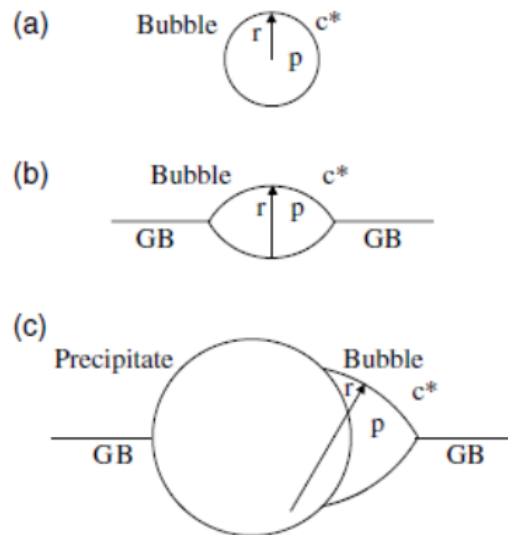 (a)
Bubble r c*
p
(b)
Bubble c*
r p
GB GB
(c)
Precipitate Bubble
r c*
p
GB GB